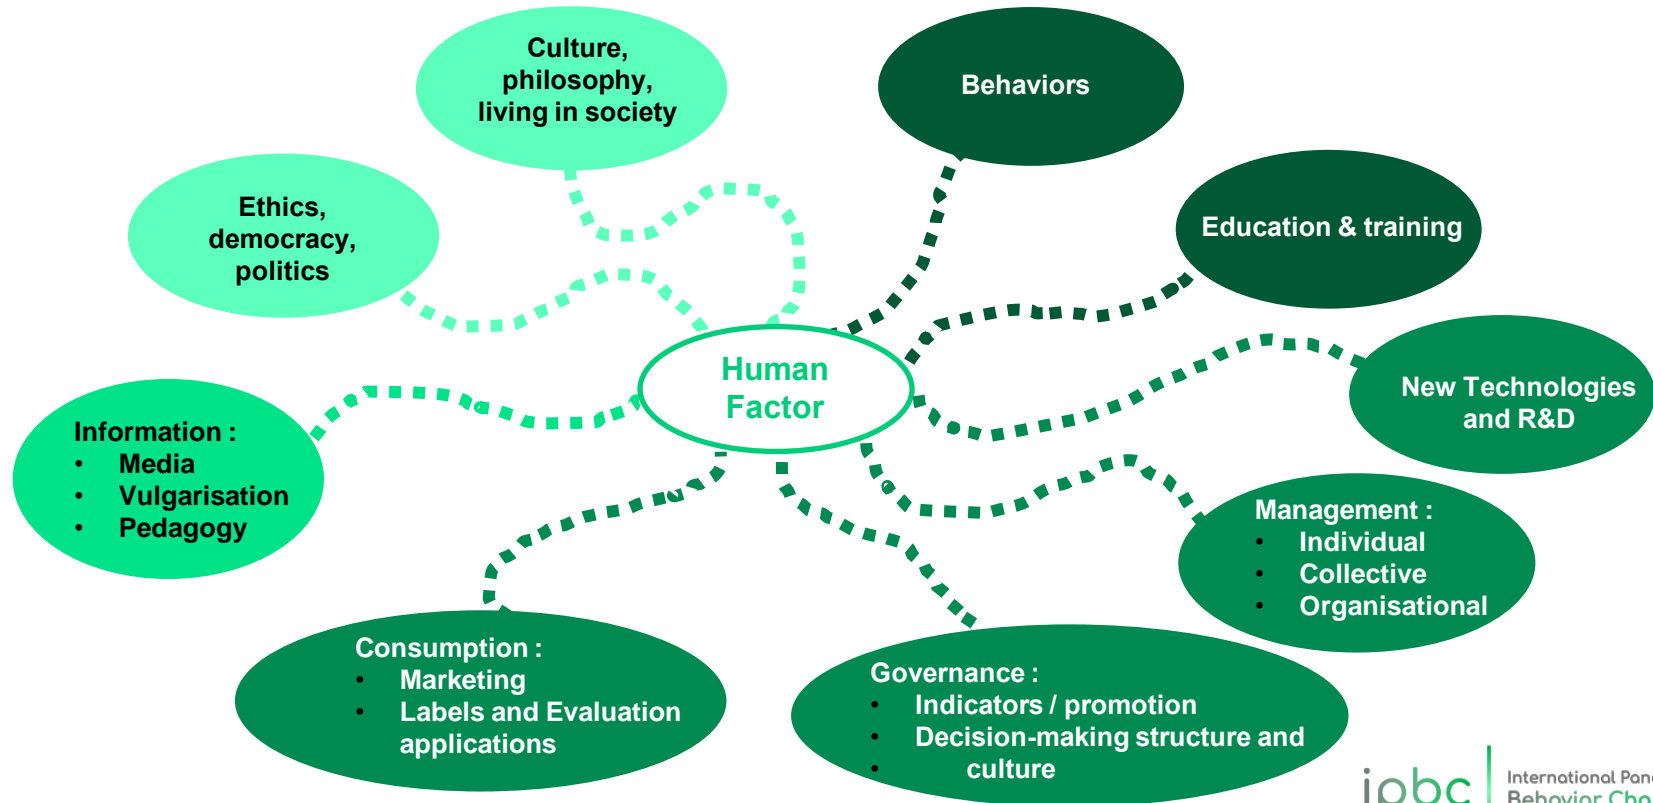 Culture,
philosophy,
living in society
Behaviors
Ethics,
democracy,
politics
Education & training
Human
Factor
New Technologies
and R&D
Information :
• Media
• Vulgarisation
• Pedagogy
Management :
• Individual
• Collective
• Organisational
Consumption :
• Marketing
• Labels and Evaluation
applications
Governance :
• Indicators / promotion
• Decision-making structure and
• culture
ipbc
International
Behavior